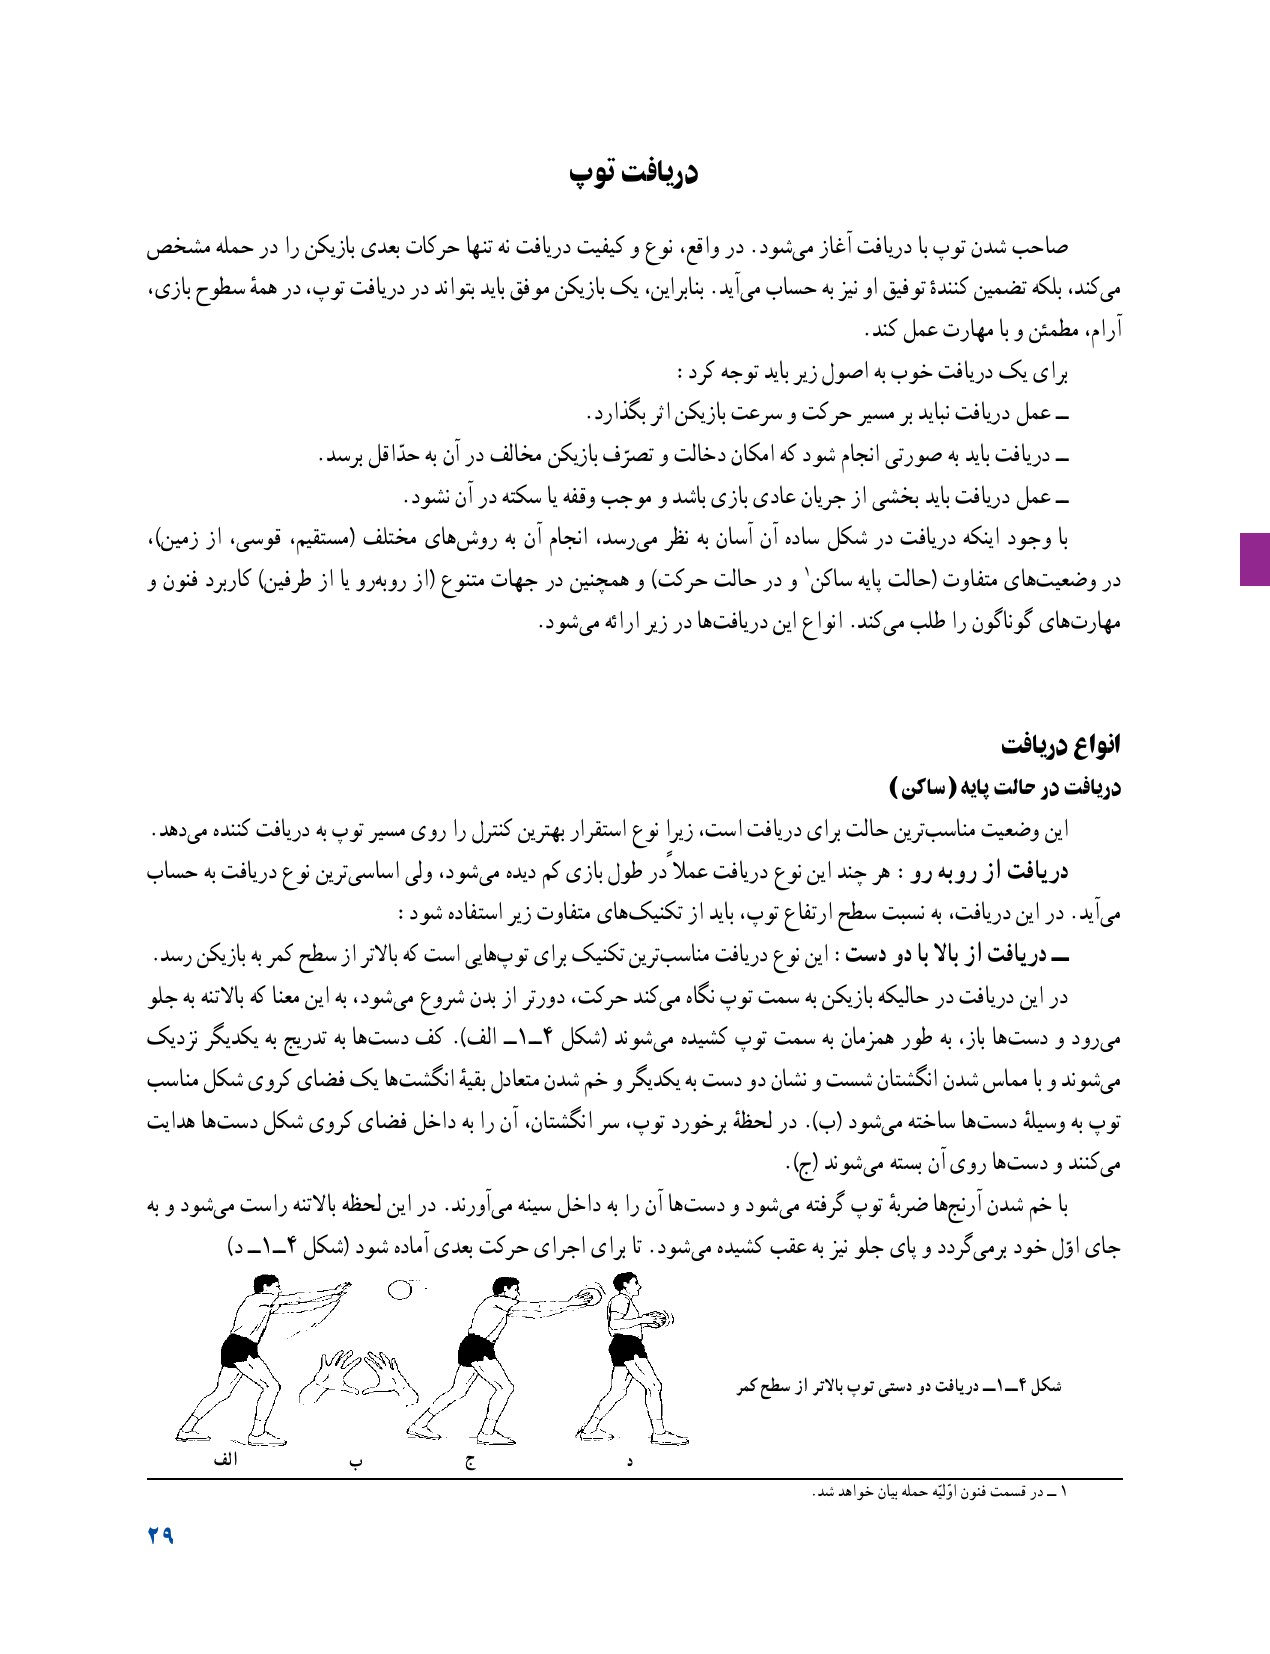 دریافت توپ
صاحب شدن توپ با دریافت آغاز می‌شود. در واقع، نوع و کیفیت دریافت نه تنها حرکات بعدی بازیکن را در حمله مشخص
می‌کند، بلکه تضمین کنندهٔ توفیق او نیز به حساب می‌آید. بنابراین، یک بازیکن موفق باید بتواند در دریافت توپ، در همهٔ سطوح بازی،
آرام، مطمئن و با مهارت عمل کند.
برای یک دریافت خوب به اصول زیر باید توجه کرد :
ـ عمل دریافت نباید بر مسیر حرکت و سرعت بازیکن اثر بگذارد.
ـ دریافت باید به صورتی انجام شود که امکان دخالت و تصرّف بازیکن مخالف در آن به حدّاقل برسد.
ـ عمل دریافت باید بخشی از جریان عادی بازی باشد و موجب وقفه یا سکته در آن نشود.
با وجود اینکه دریافت در شکل ساده آن آسان به نظر می‌رسد، انجام آن به روش‌های مختلف (مستقیم، قوسی، از زمین)،
در وضعیت‌های متفاوت (حالت پایه ساکن۱ و در حالت حرکت) و همچنین در جهات متنوع (از روبه‌رو یا از طرفین) کاربرد فنون و
مهارت‌های گوناگون را طلب می‌کند. انواع این دریافت‌ها در زیر ارائه می‌شود.
انواع دریافت
دریافت در حالت پایه (ساکن)
این وضعیت مناسب‌ترین حالت برای دریافت است، زیرا نوع استقرار بهترین کنترل را روی مسیر توپ به دریافت کننده می‌دهد.
دریافت از روبه رو : هر چند این نوع دریافت عملاً در طول بازی کم دیده می‌شود، ولی اساسی‌ترین نوع دریافت به حساب
می‌آید. در این دریافت، به نسبت سطح ارتفاع توپ، باید از تکنیک‌های متفاوت زیر استفاده شود :
ـ دریافت از بالا با دو دست : این نوع دریافت مناسب‌ترین تکنیک برای توپ‌هایی است که بالاتر از سطح کمر به بازیکن رسد.
در این دریافت در حالیکه بازیکن به سمت توپ نگاه می‌کند حرکت، دورتر از بدن شروع می‌شود، به این معنا که بالاتنه به جلو
می‌رود و دست‌ها باز، به طور همزمان به سمت توپ کشیده می‌شوند (شکل ۴ـ۱ـ الف). کف دست‌ها به تدریج به یکدیگر نزدیک
می‌شوند و با مماس شدن انگشتان شست و نشان دو دست به یکدیگر و خم شدن متعادل بقیهٔ انگشت‌ها یک فضای کروی شکل مناسب
توپ به وسیلهٔ دست‌ها ساخته می‌شود (ب). در لحظهٔ برخورد توپ، سر انگشتان، آن را به داخل فضای کروی شکل دست‌ها هدایت
می‌کنند و دست‌ها روی آن بسته می‌شوند (ج).
با خم شدن آرنج‌ها ضربهٔ توپ گرفته می‌شود و دست‌ها آن را به داخل سینه می‌آورند. در این لحظه بالاتنه راست می‌شود و به
جای اوّل خود برمی‌گردد و پای جلو نیز به عقب کشیده می‌شود. تا برای اجرای حرکت بعدی آماده شود (شکل ۴ـ۱ـ د)
شکل ۴ـ۱ـ دریافت دو دستی توپ بالاتر از سطح کمر
الف ب ج د
۱ ـ در قسمت فنون اوّلیّه حمله بیان خواهد شد.
۲۹